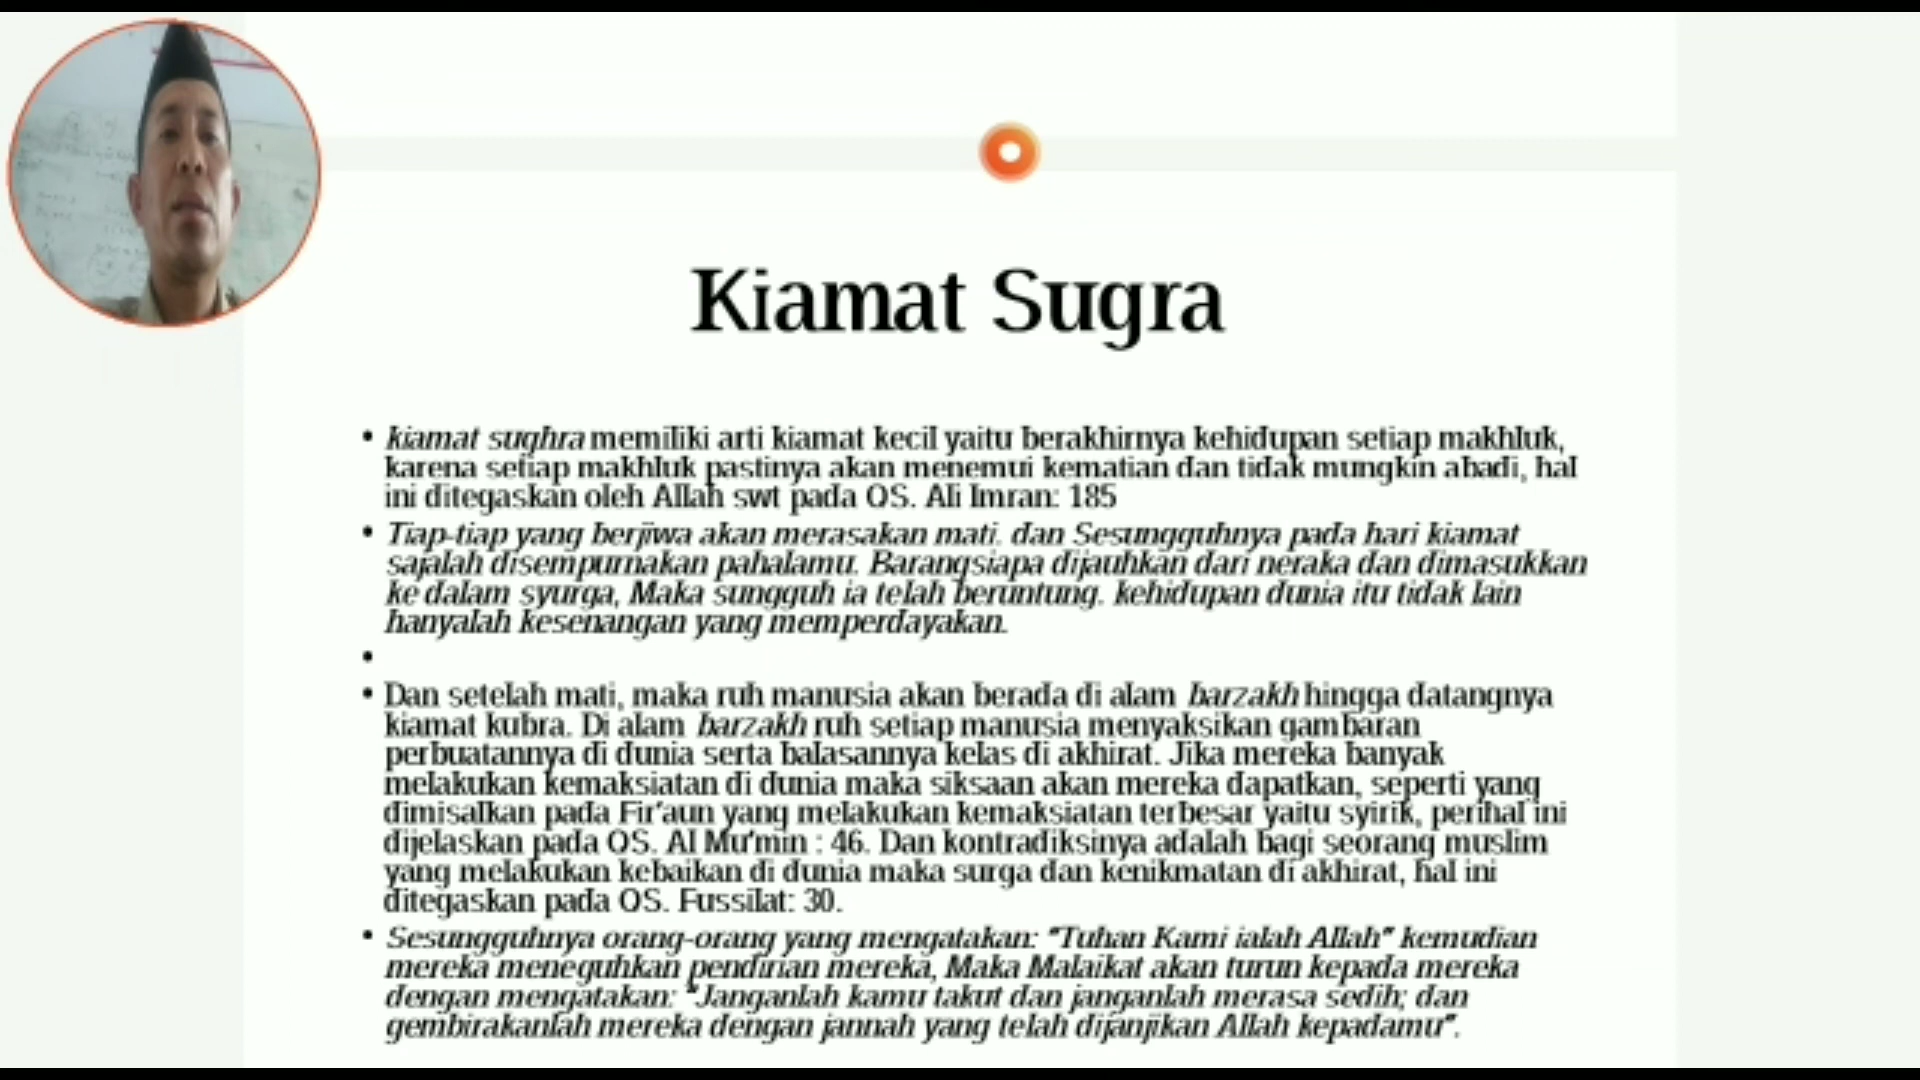 Kiamat Sugra
• kiamat sughra memiliki arti kiamat kecil yaitu berakhirnya kehidupan setiap makhluk,
karena setiap makhluk pastinya akan menemui kematian dan tidak mungkin abadi, hal
ini ditegaskan oleh Allah swt pada QS. Ali Imran: 185
• Tiap-tiap yang berjiwa akan merasakan mati. dan Sesungguhnya pada hari kiamat
sajalah disempurnakan pahalamu. Barangsiapa dijauhkan dari neraka dan dimasukkan
ke dalam syurga, Maka sungguh ia telah beruntung. kehidupan dunia itu tidak lain
hanyalah kesenangan yang memperdayakan.
•
• Dan setelah mati, maka ruh manusia akan berada di alam barzakh hingga datangnya
kiamat kubra. Di alam barzakh ruh setiap manusia menyaksikan gambaran
perbuatannya di dunia serta balasannya kelas di akhirat. Jika mereka banyak
melakukan kemaksiatan di dunia maka siksaan akan mereka dapatkan, seperti yang
dimisalkan pada Fir'aun yang melakukan kemaksiatan terbesar yaitu syirik, perihal ini
dijelaskan pada QS. Al Mu'min : 46. Dan kontradiksinya adalah bagi seorang muslim
yang melakukan kebaikan di dunia maka surga dan kenikmatan di akhirat, hal ini
ditegaskan pada QS. Fussilat: 30.
• Sesungguhnya orang-orang yang mengatakan: "Tuhan Kami ialah Allah" kemudian
mereka meneguhkan pendirian mereka, Maka Malaikat akan turun kepada mereka
dengan mengatakan: "Janganlah kamu takut dan janganlah merasa sedih; dan
gembirakanlah mereka dengan jannah yang telah dijanjikan Allah kepadamu".